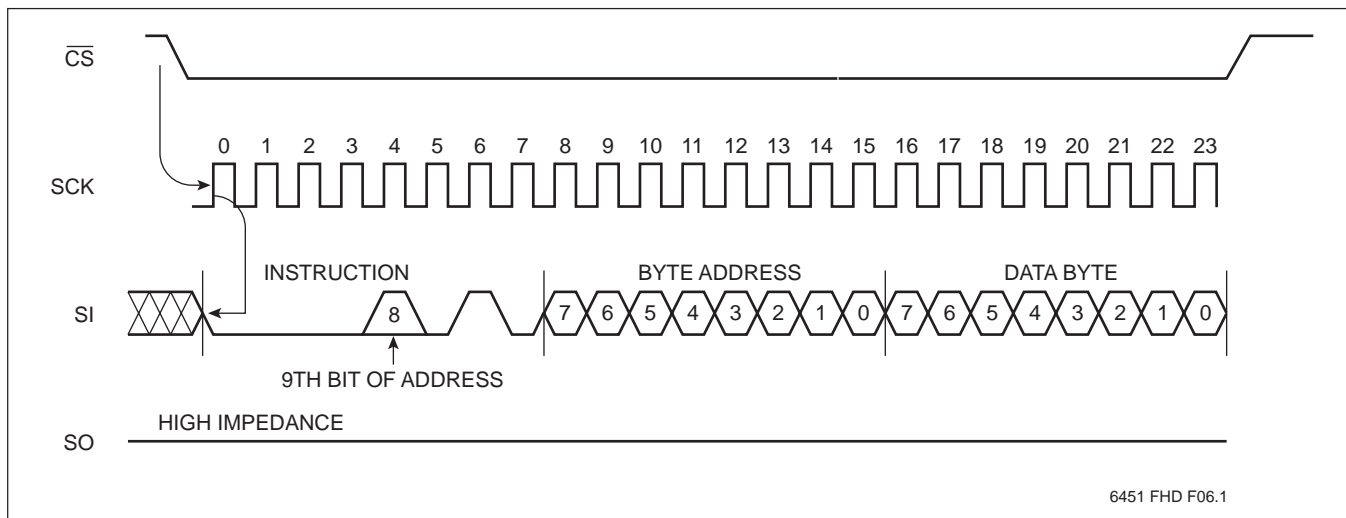 CS
0 1 2 3 4 5 6 7 8 9 10 11 12 13 14 15 16 17 18 19 20 21 22 23
SCK
INSTRUCTION BYTE ADDRESS DATA BYTE
SI 8 7 6 5 4 3 2 1 0 7 6 5 4 3 2 1 0
9TH BIT OF ADDRESS
HIGH IMPEDANCE
SO
6451 FHD F06.1